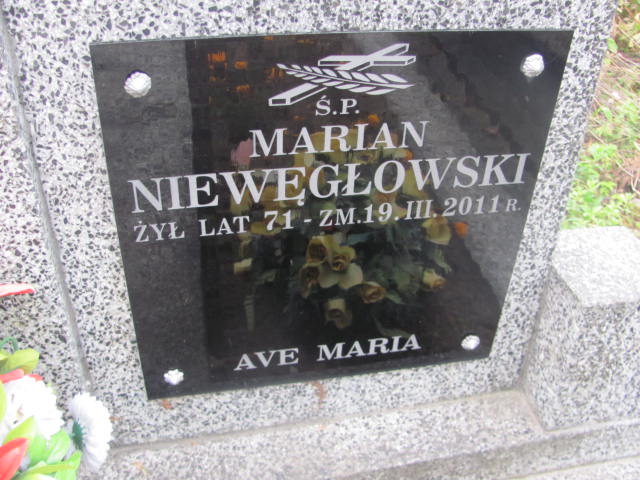 Ś.P.
MARIAN
NIEWĘGŁOWSKI
ŻYŁ LAT 71 - ZM. 19. III. 2011 R.
AVE MARIA